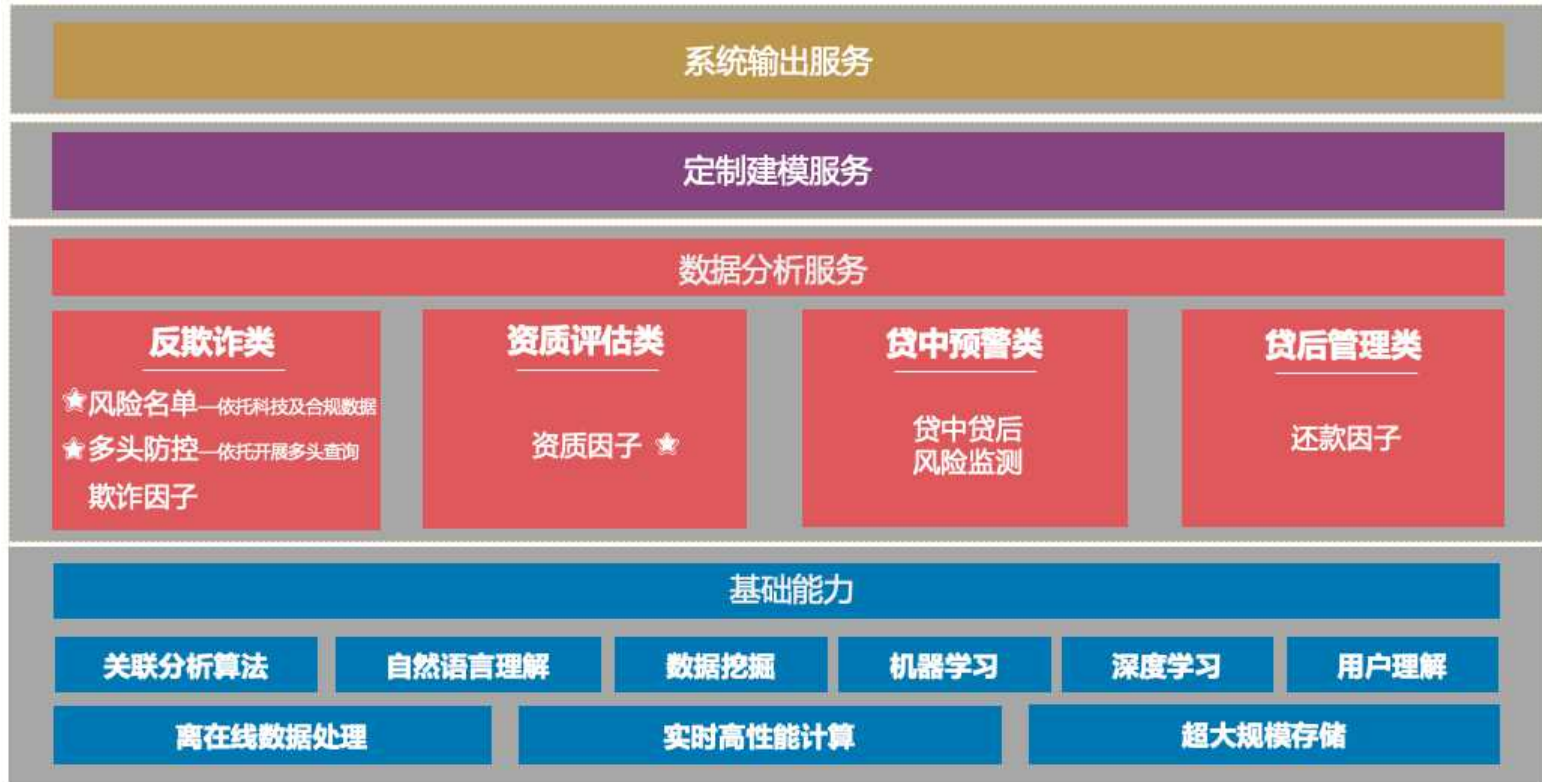 系统输出服务
定制建模服务
数据分析服务
反欺诈类
风险名单—依托科技及合规数据
多头防控—依托开展多头查询
欺诈因子
资质评估类
资质因子
贷中预警类
贷中贷后
风险监测
贷后管理类
还款因子
基础能力
关联分析算法
自然语言理解
数据挖掘
机器学习
深度学习
用户理解
离在线数据处理
实时高性能计算
超大规模存储